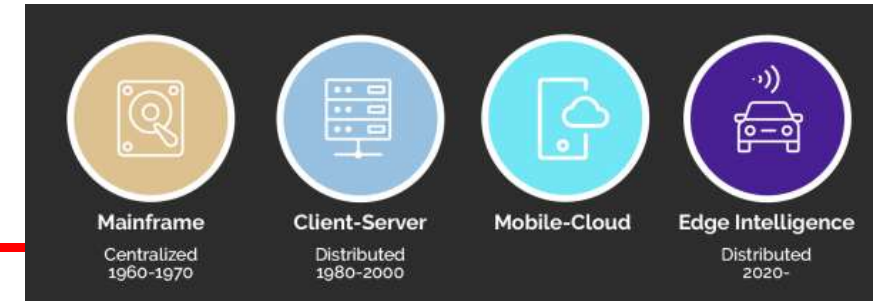 Mainframe
Centralized
1960-1970
Client-Server
Distributed
1980-2000
Mobile-Cloud
Edge Intelligence
Distributed
2020-